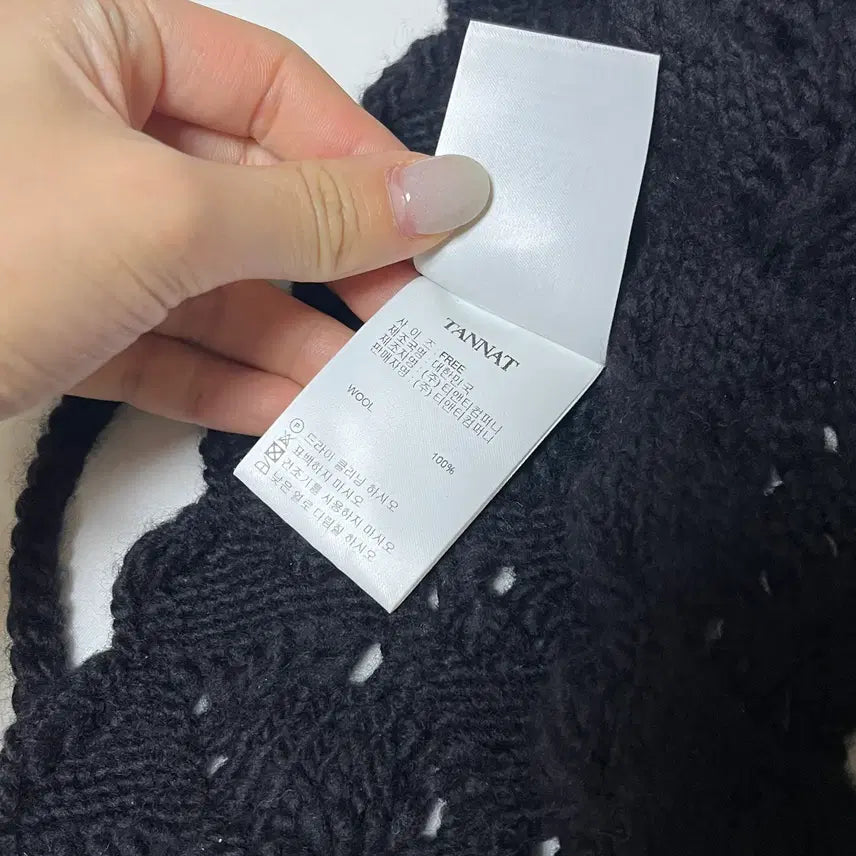 TANNAT
사 이 즈 : FREE
제조국명 : 대한민국
제조자명 : (주)티앤티컴퍼니
판매자명 : (주)티앤티컴퍼니
WOOL 100%
드라이 클리닝 하시오
표백하지 마시오
건조기를 사용하지 마시오
낮은 열로 다림질 하시오